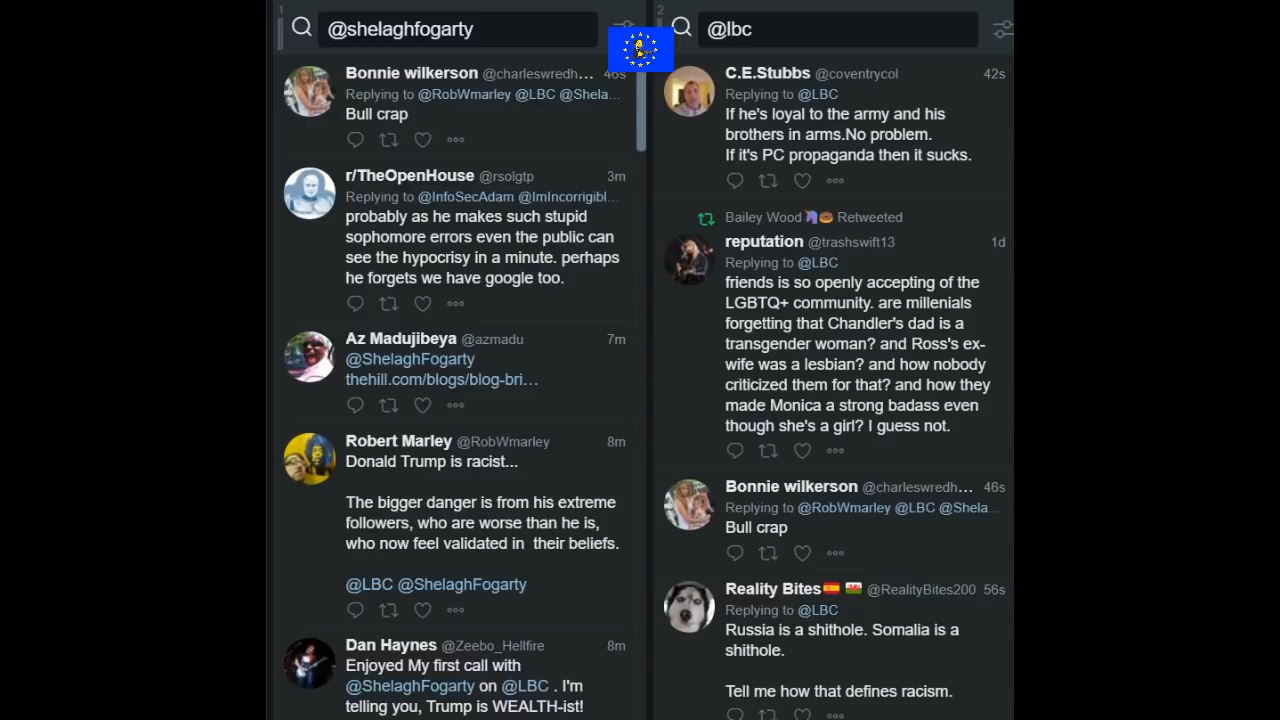 1
@shelaghfogarty
Bonnie wilkerson @charleswredh... 46s
Replying to @RobWmarley @LBC @Shela...
Bull crap
r/TheOpenHouse @rsolgtp 3m
Replying to @InfoSecAdam @ImIncorrigibl...
probably as he makes such stupid
sophomore errors even the public can
see the hypocrisy in a minute. perhaps
he forgets we have google too.
Az Madujibeya @azmadu 7m
@ShelaghFogarty
thehill.com/blogs/blog-bri…
Robert Marley @RobWmarley 8m
Donald Trump is racist...
The bigger danger is from his extreme
followers, who are worse than he is,
who now feel validated in  their beliefs.
@LBC @ShelaghFogarty
Dan Haynes @Zeebo_Hellfire 8m
Enjoyed My first call with
@ShelaghFogarty on @LBC . I'm
telling you, Trump is WEALTH-ist!
2
@lbc
C.E.Stubbs @coventrycol 42s
Replying to @LBC
If he's loyal to the army and his
brothers in arms.No problem.
If it's PC propaganda then it sucks.
Bailey Wood🦄🍩 Retweeted
reputation @trashswift13 1d
Replying to @LBC
friends is so openly accepting of the
LGBTQ+ community. are millenials
forgetting that Chandler's dad is a
transgender woman? and Ross's ex-
wife was a lesbian? and how nobody
criticized them for that? and how they
made Monica a strong badass even
though she's a girl? I guess not.
Bonnie wilkerson @charleswredh... 46s
Replying to @RobWmarley @LBC @Shela...
Bull crap
Reality Bites🇪🇸 🏴󠁧󠁢󠁷󠁬󠁳󠁿 @RealityBites200 56s
Replying to @LBC
Russia is a shithole. Somalia is a
shithole.
Tell me how that defines racism.